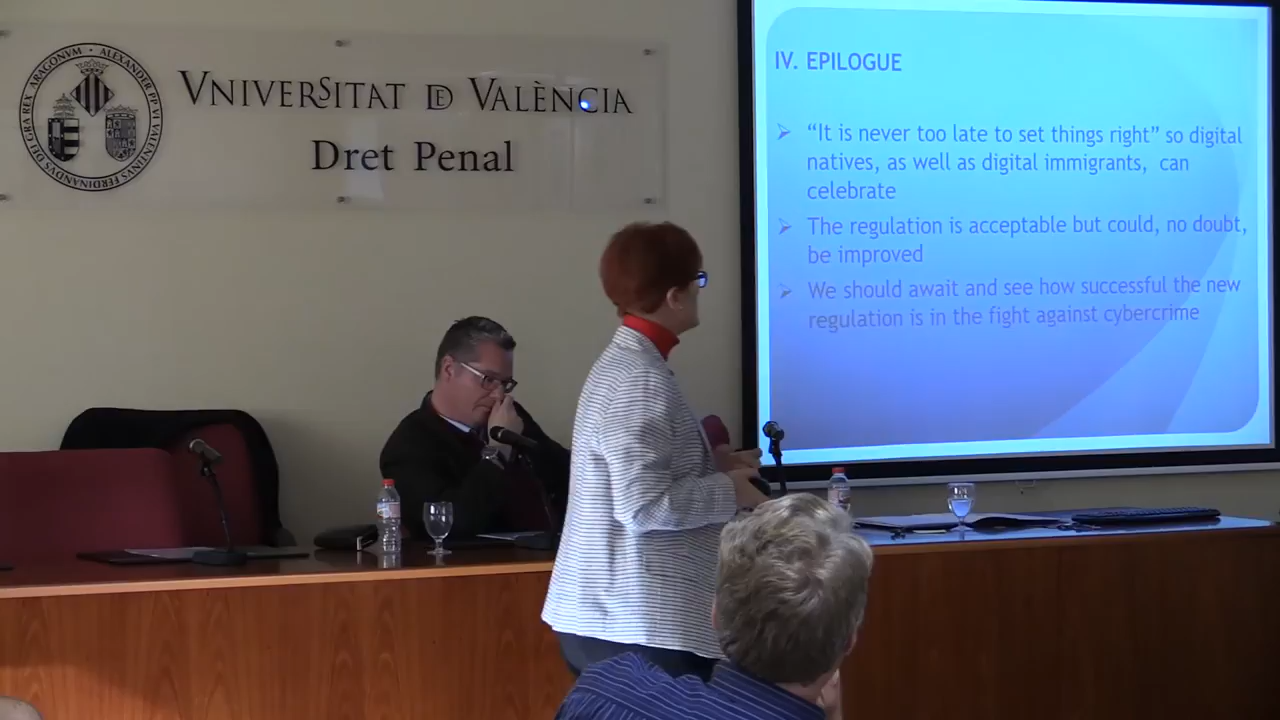 VNIVERSITAT DE VALÈNCIA
Dret Penal
IV. EPILOGUE
“It is never too late to set things right” so digital
natives, as well as digital immigrants, can
celebrate
The regulation is acceptable but could, no doubt,
be improved
We should await and see how successful the new
regulation is in the fight against cybercrime